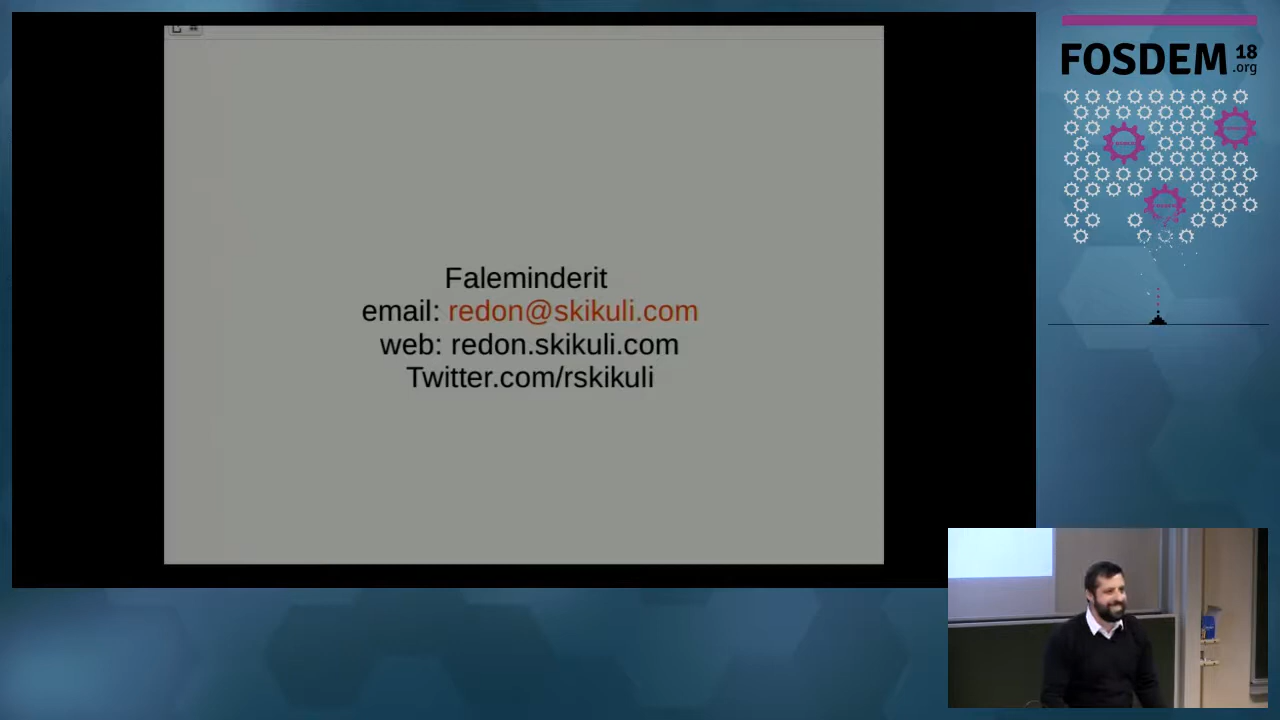 FOSDEM 18
.org
Faleminderit
email: redon@skikuli.com
web: redon.skikuli.com
Twitter.com/rskikuli